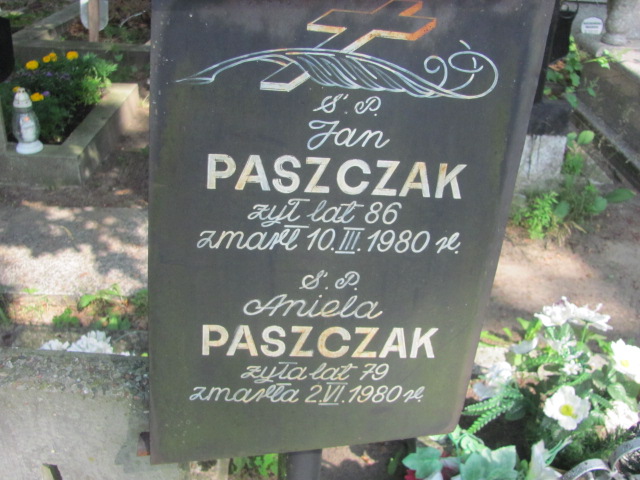 Ś. P.
Jan
PASZCZAK
żył lat 86
zmarł 10.III.1980 r.
Ś. P.
Aniela
PASZCZAK
żyła lat 79
zmarła 2.VI.1980 r.